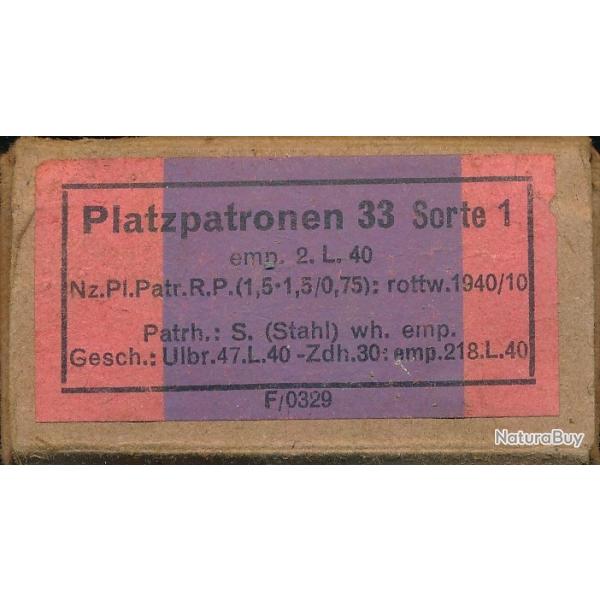 Platzpatronen 33 Sorte 1
emp. 2. L. 40
Nz.Pl.Patr.R.P.(1,5·1,5/0,75): rottw.1940/10
Patrh.: S. (Stahl) wh. emp.
Gesch.: Ulbr.47.L.40 -Zdh.30: emp.218.L.40
F/0329
NaturaBuy